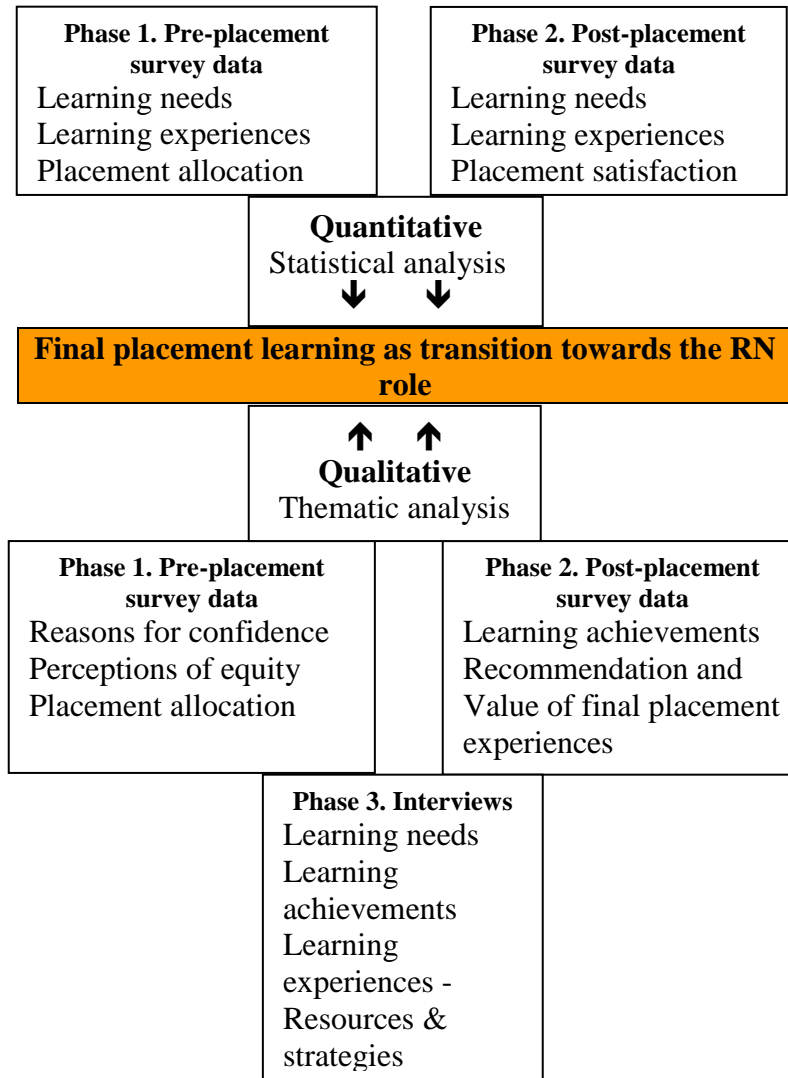 Phase 1. Pre-placement
survey data
Learning needs
Learning experiences
Placement allocation
Phase 2. Post-placement
survey data
Learning needs
Learning experiences
Placement satisfaction
Quantitative
Statistical analysis
Final placement learning as transition towards the RN
role
Qualitative
Thematic analysis
Phase 1. Pre-placement
survey data
Reasons for confidence
Perceptions of equity
Placement allocation
Phase 2. Post-placement
survey data
Learning achievements
Recommendation and
Value of final placement
experiences
Phase 3. Interviews
Learning needs
Learning
achievements
Learning
experiences -
Resources &
strategies